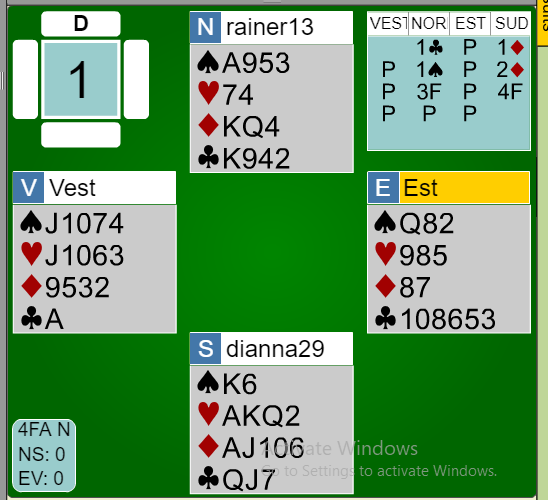 D
1
N rainer13
♠A953
♥74
♦KQ4
♣K942
VEST NOR EST SUD
1♣ P 1♦
P 1♠ P 2♦
P 3F P 4F
P P P
V Vest
♠J1074
♥J1063
♦9532
♣A
E Est
♠Q82
♥985
♦87
♣108653
S dianna29
♠K6
♥AKQ2
♦AJ106
♣QJ7
4FA N
NS: 0
EV: 0
Activate Windows
Go to Settings to activate Windows.